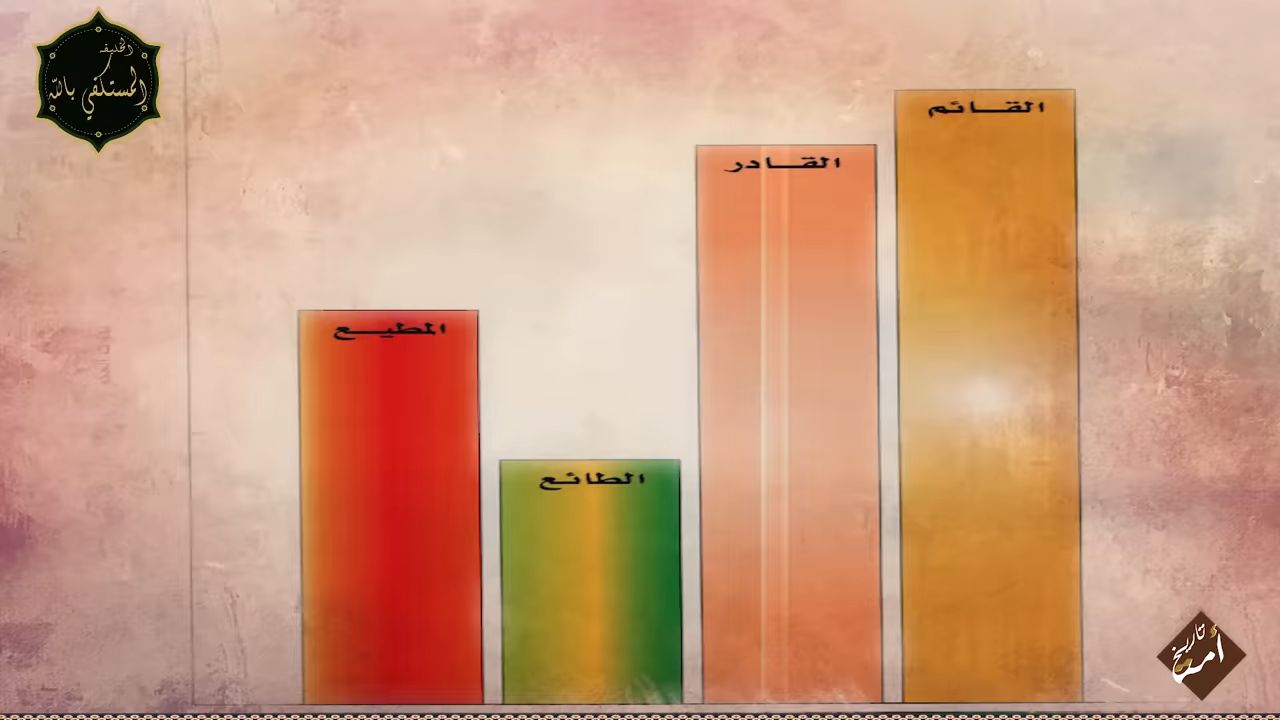 الخليفة
المستكفي بالله
القائم
القادر
المطيع
الطائع
تاريخ
أمة